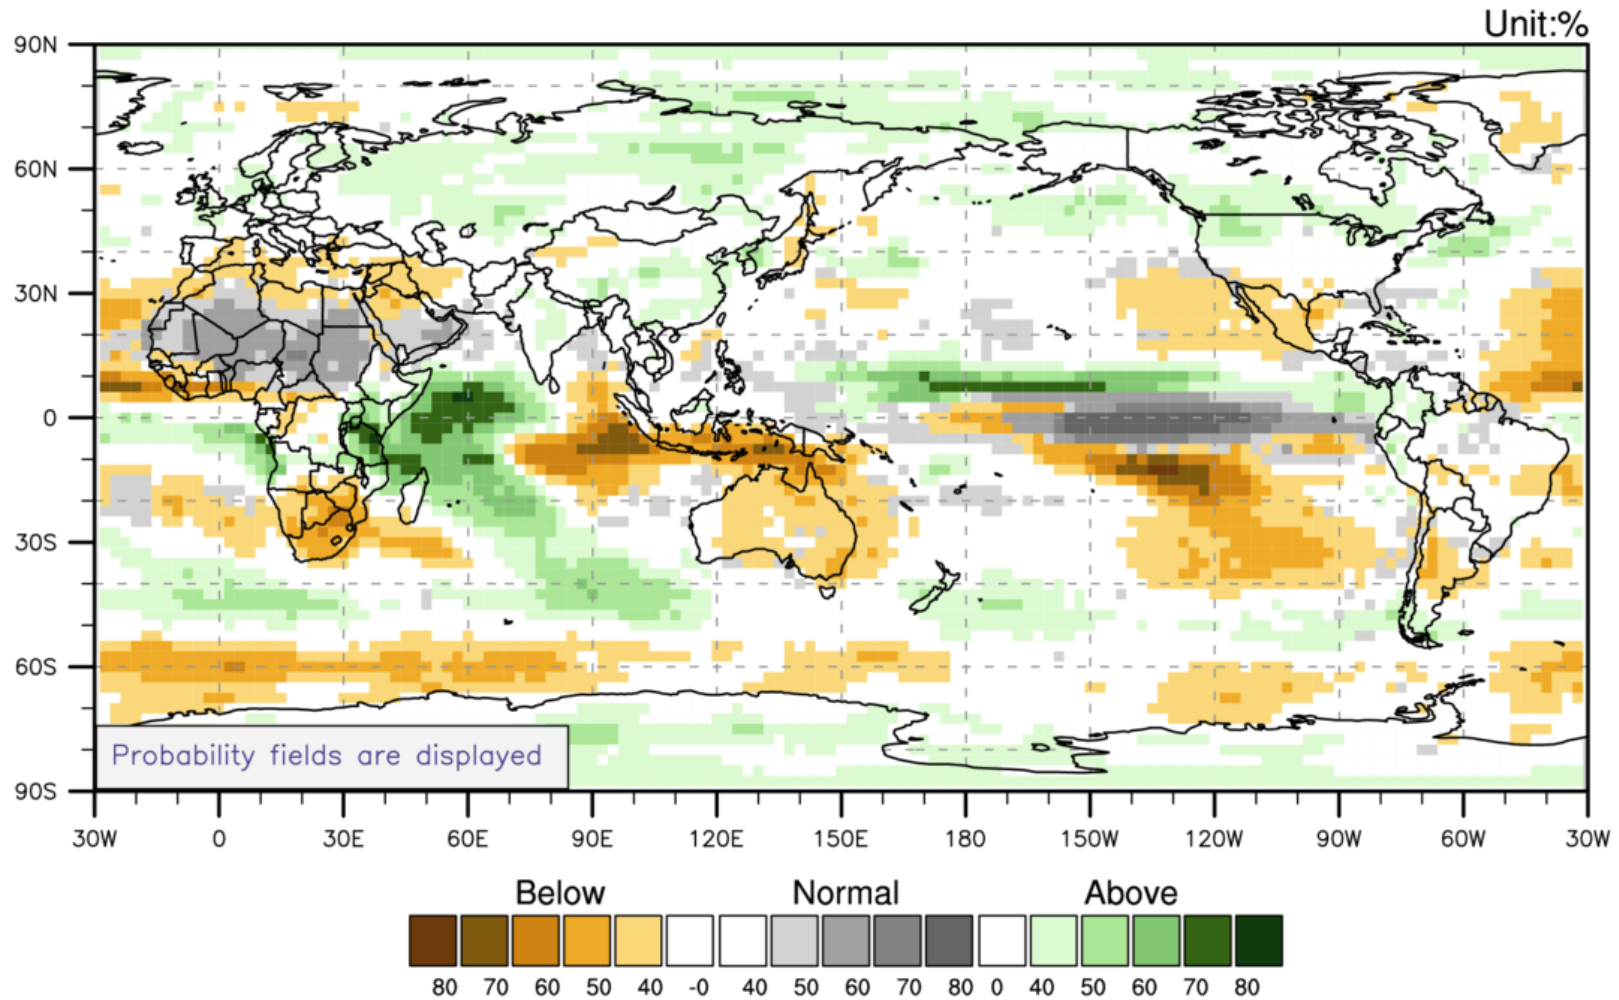 Unit:%
90N
60N
30N
0
30S
60S
90S
Probability fields are displayed
30W 0 30E 60E 90E 120E 150E 180 150W 120W 90W 60W 30W
Below Normal Above
80 70 60 50 40 -0 40 50 60 70 80 0 40 50 60 70 80